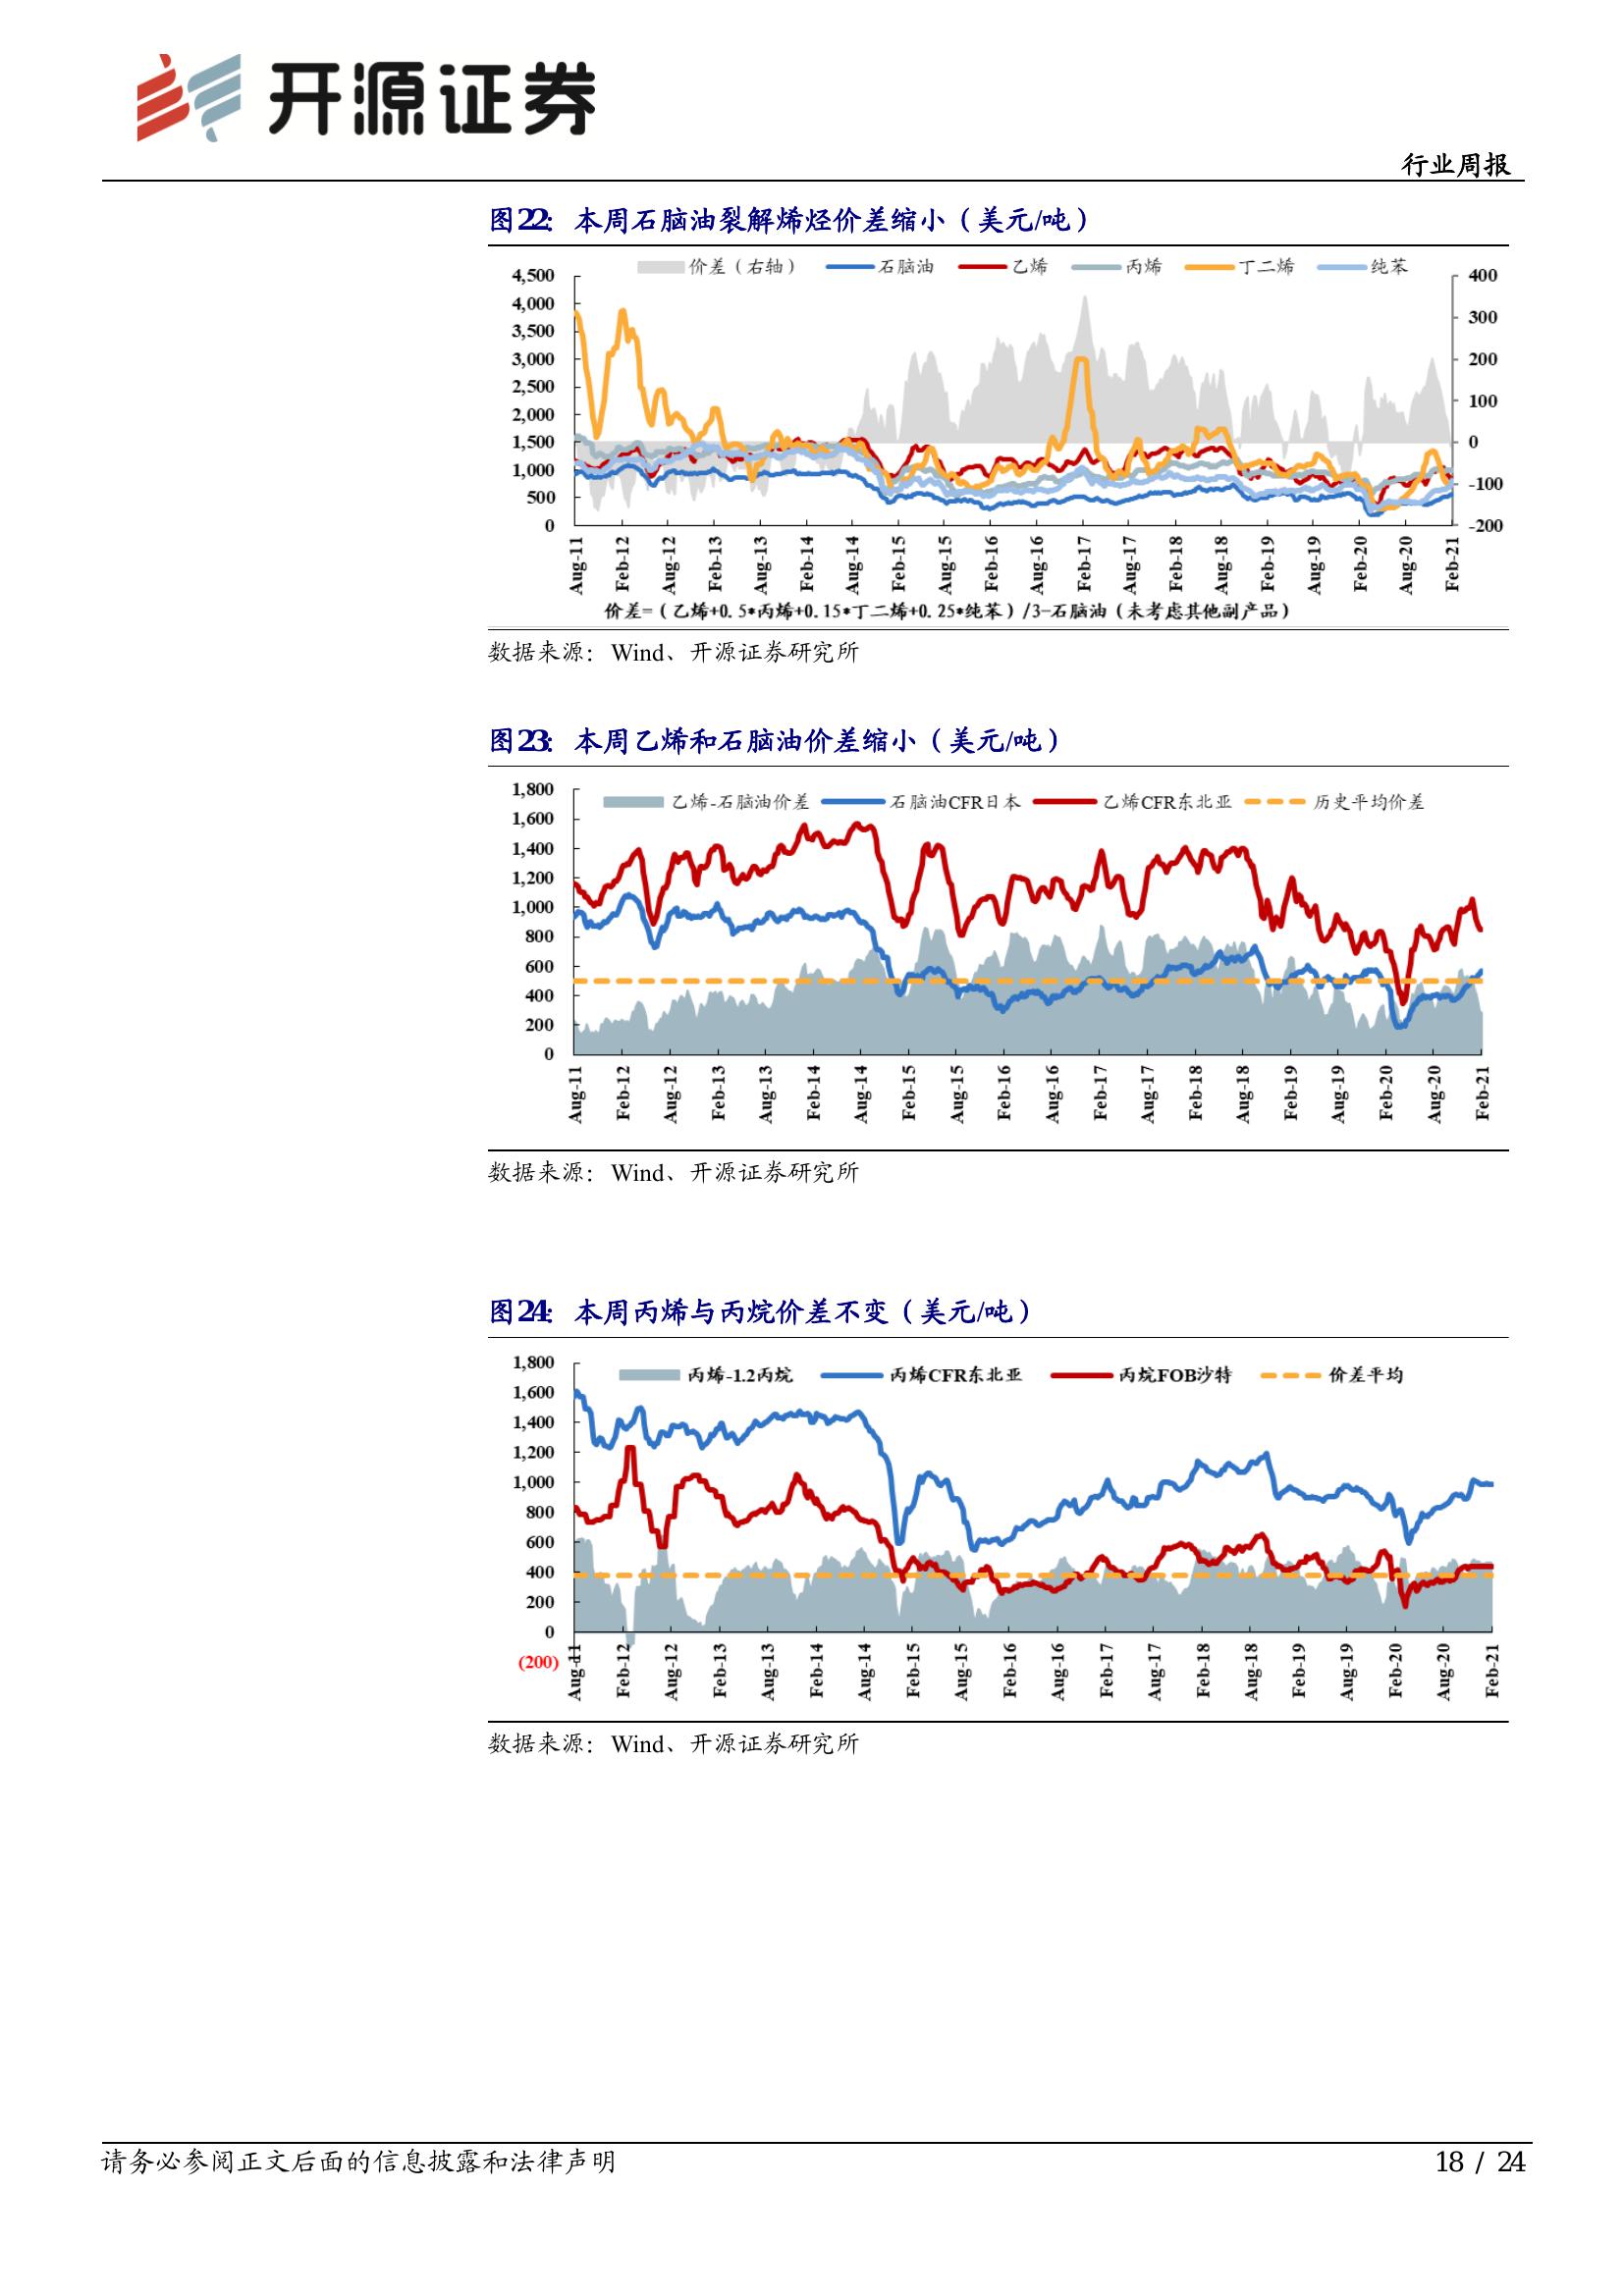 开源证券
行业周报
图22： 本周石脑油裂解烯烃价差缩小（美元/吨）
价差（右轴） 石脑油 乙烯 丙烯 丁二烯 纯苯
4,500
4,000
3,500
3,000
2,500
2,000
1,500
1,000
500
0
400
300
200
100
0
-100
-200
Aug-11 Feb-12 Aug-12 Feb-13 Aug-13 Feb-14 Aug-14 Feb-15 Aug-15 Feb-16 Aug-16 Feb-17 Aug-17 Feb-18 Aug-18 Feb-19 Aug-19 Feb-20 Aug-20 Feb-21
价差=（乙烯+0.5*丙烯+0.15*丁二烯+0.25*纯苯）/3-石脑油（未考虑其他副产品）
数据来源：Wind、开源证券研究所
图23： 本周乙烯和石脑油价差缩小（美元/吨）
乙烯-石脑油价差 石脑油CFR日本 乙烯CFR东北亚 历史平均价差
1,800
1,600
1,400
1,200
1,000
800
600
400
200
0
Aug-11 Feb-12 Aug-12 Feb-13 Aug-13 Feb-14 Aug-14 Feb-15 Aug-15 Feb-16 Aug-16 Feb-17 Aug-17 Feb-18 Aug-18 Feb-19 Aug-19 Feb-20 Aug-20 Feb-21
数据来源：Wind、开源证券研究所
图24： 本周丙烯与丙烷价差不变（美元/吨）
丙烯-1.2丙烷 丙烯CFR东北亚 丙烷FOB沙特 价差平均
1,800
1,600
1,400
1,200
1,000
800
600
400
200
0
(200)
Aug-11 Feb-12 Aug-12 Feb-13 Aug-13 Feb-14 Aug-14 Feb-15 Aug-15 Feb-16 Aug-16 Feb-17 Aug-17 Feb-18 Aug-18 Feb-19 Aug-19 Feb-20 Aug-20 Feb-21
数据来源：Wind、开源证券研究所
请务必参阅正文后面的信息披露和法律声明
18 / 24